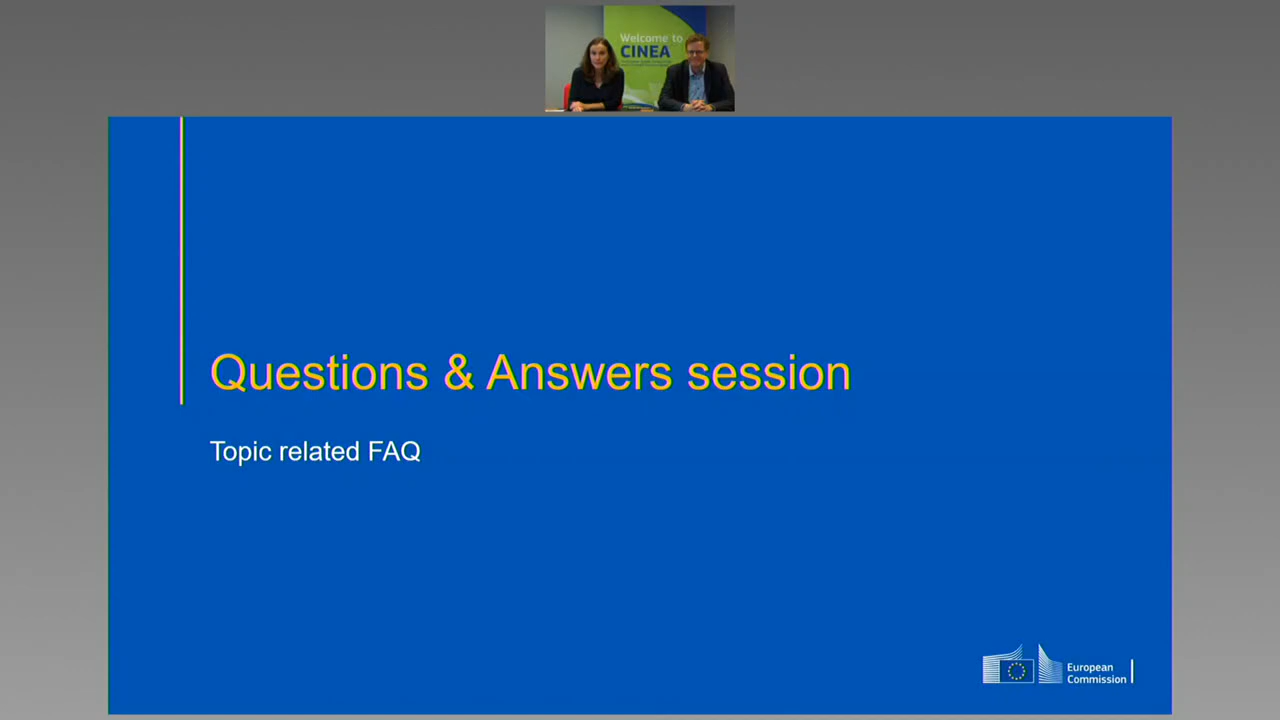 Welcome to
CINEA
Questions & Answers session
Topic related FAQ
European
Commission